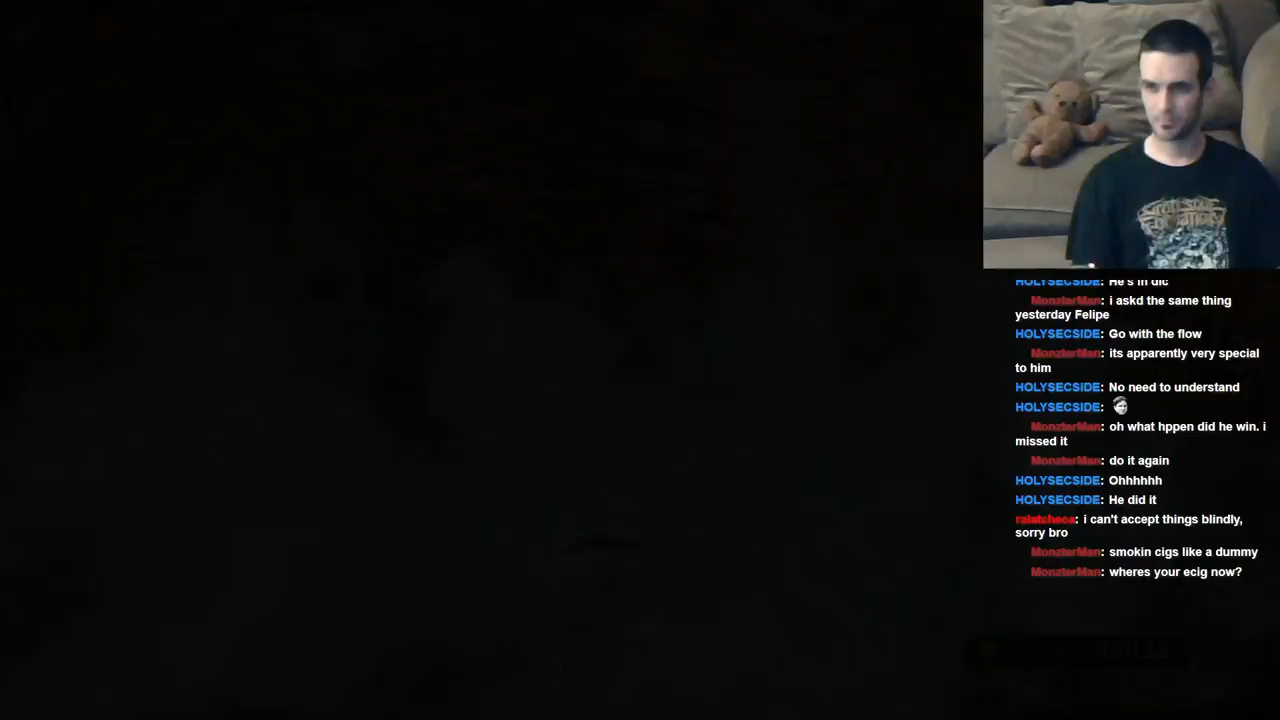 HOLYSECSIDE: He's in dic
MonzterMan: i askd the same thing
yesterday Felipe
HOLYSECSIDE: Go with the flow
MonzterMan: its apparently very special
to him
HOLYSECSIDE: No need to understand
HOLYSECSIDE:
MonzterMan: oh what hppen did he win. i
missed it
MonzterMan: do it again
HOLYSECSIDE: Ohhhhhh
HOLYSECSIDE: He did it
ralatcheca: i can't accept things blindly,
sorry bro
MonzterMan: smokin cigs like a dummy
MonzterMan: wheres your ecig now?